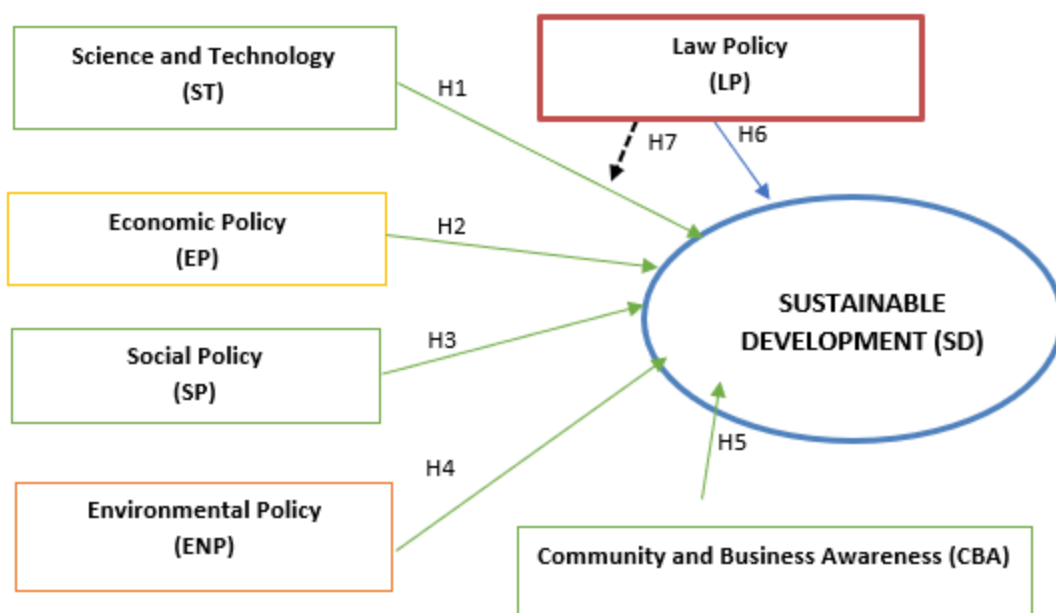 Science and Technology
(ST)
H1
Law Policy
(LP)
H7
H6
Economic Policy
(EP)
H2
SUSTAINABLE
DEVELOPMENT (SD)
Social Policy
(SP)
H3
H4
H5
Environmental Policy
(ENP)
Community and Business Awareness (CBA)